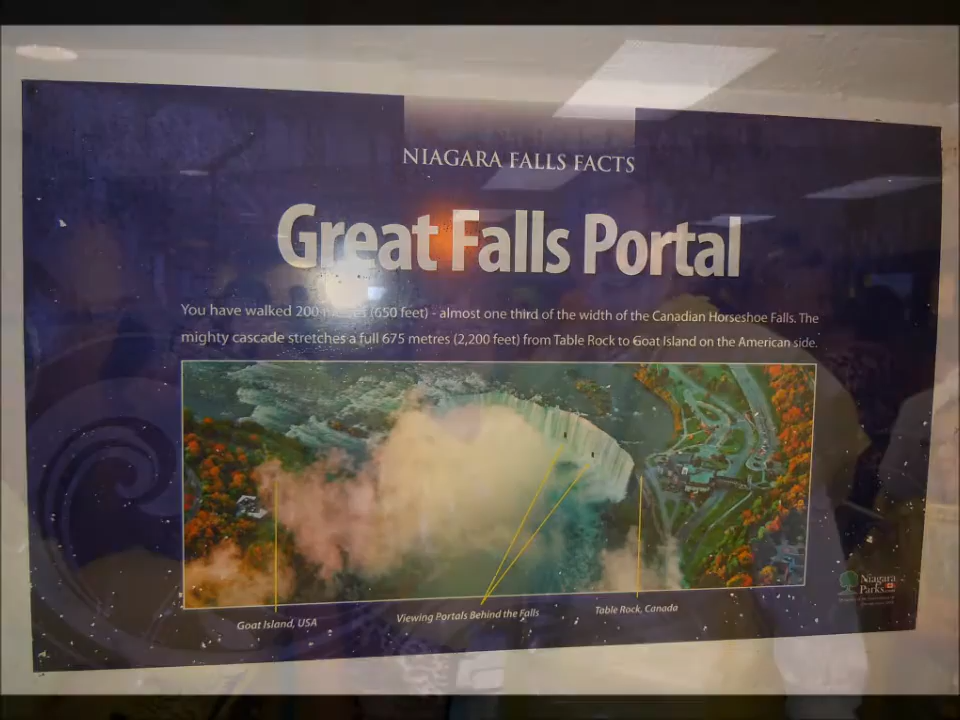 NIAGARA FALLS FACTS
Great Falls Portal
You have walked 200 metres (650 feet) - almost one third of the width of the Canadian Horseshoe Falls. The
mighty cascade stretches a full 675 metres (2,200 feet) from Table Rock to Goat Island on the American side.
Goat Island, USA
Viewing Portals Behind the Falls
Table Rock, Canada
Niagara
Parks